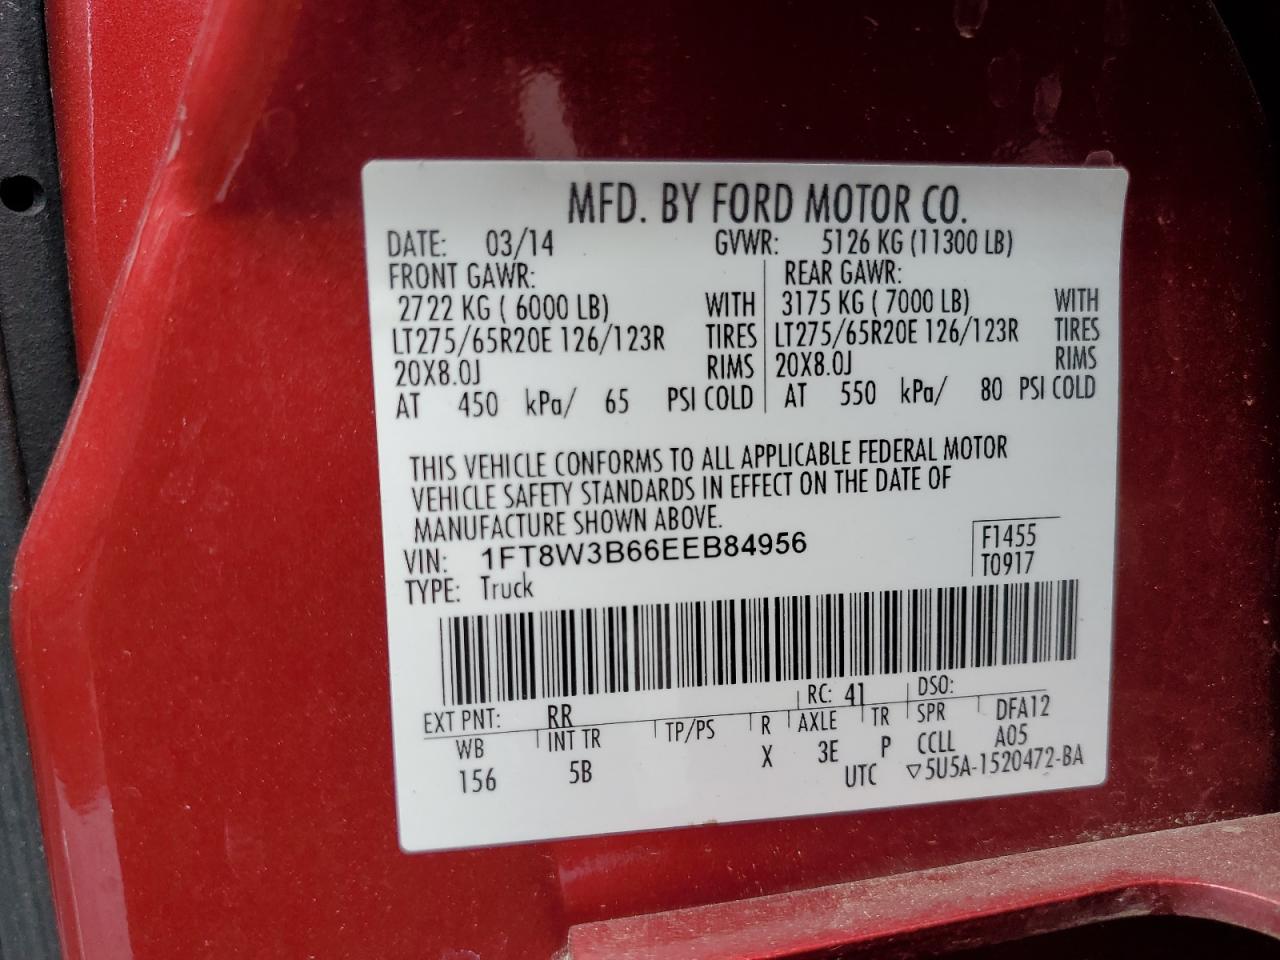 MFD. BY FORD MOTOR CO.
DATE: 03/14 GVWR: 5126 KG (11300 LB)
FRONT GAWR: REAR GAWR:
2722 KG ( 6000 LB) WITH 3175 KG ( 7000 LB) WITH
LT275/65R20E 126/123R TIRES LT275/65R20E 126/123R TIRES
20X8.0J RIMS 20X8.0J RIMS
AT 450 kPa/ 65 PSI COLD AT 550 kPa/ 80 PSI COLD
THIS VEHICLE CONFORMS TO ALL APPLICABLE FEDERAL MOTOR
VEHICLE SAFETY STANDARDS IN EFFECT ON THE DATE OF
MANUFACTURE SHOWN ABOVE.
VIN: 1FT8W3B66EEB84956 F1455
TYPE: Truck T0917
EXT PNT: RR RC: 41 DSO:
WB INT TR TP/PS R AXLE TR SPR DFA12
156 5B X 3E P CCLL A05
UTC ▽5U5A-1520472-BA